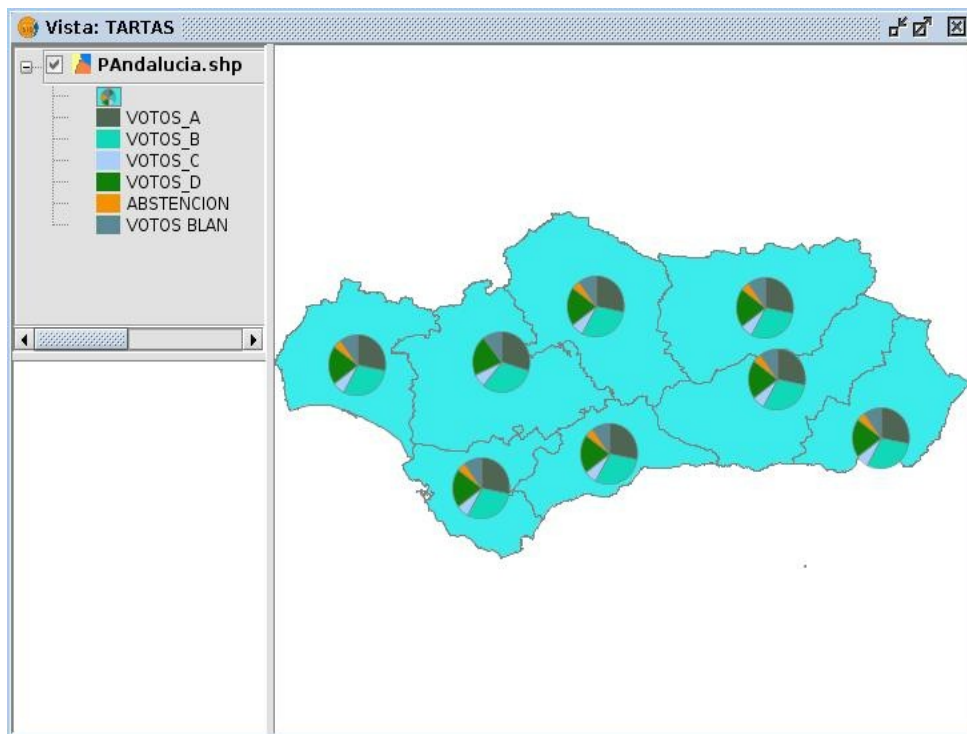 Vista: TARTAS
PAndalucia.shp
VOTOS_A
VOTOS_B
VOTOS_C
VOTOS_D
ABSTENCION
VOTOS BLAN